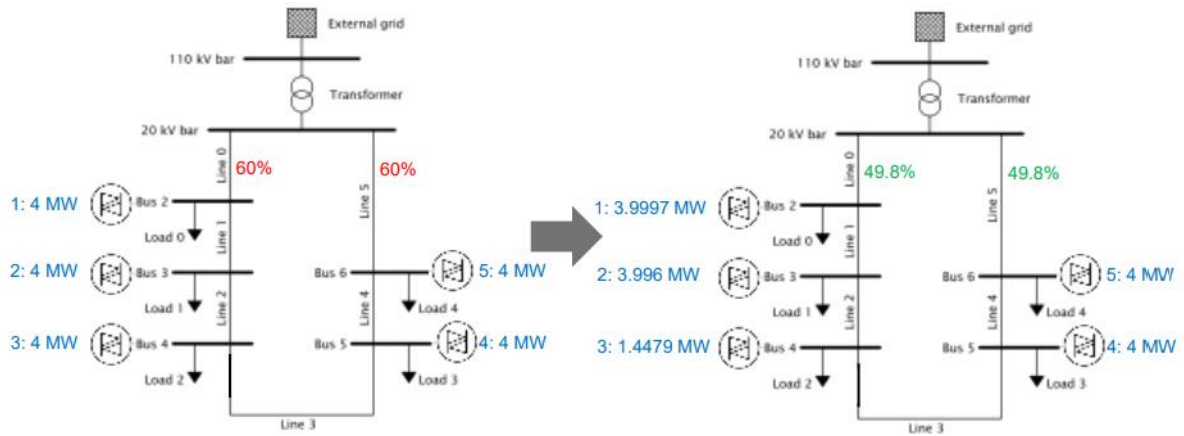 External grid
110 kV bar
Transformer
20 kV bar
Line 0
60%
60%
Line 5
1: 4 MW
Bus 2
Load 0
Line 1
2: 4 MW
Bus 3
Bus 6
5: 4 MW
Load 1
Line 2
Line 4
Load 4
3: 4 MW
Bus 4
Bus 5
4: 4 MW
Load 2
Load 3
Line 3
External grid
110 kV bar
Transformer
20 kV bar
Line 0
49.8%
49.8%
Line 5
1: 3.9997 MW
Bus 2
Load 0
Line 1
2: 3.996 MW
Bus 3
Bus 6
5: 4 MW
Load 1
Line 2
Line 4
Load 4
3: 1.4479 MW
Bus 4
Bus 5
4: 4 MW
Load 2
Load 3
Line 3